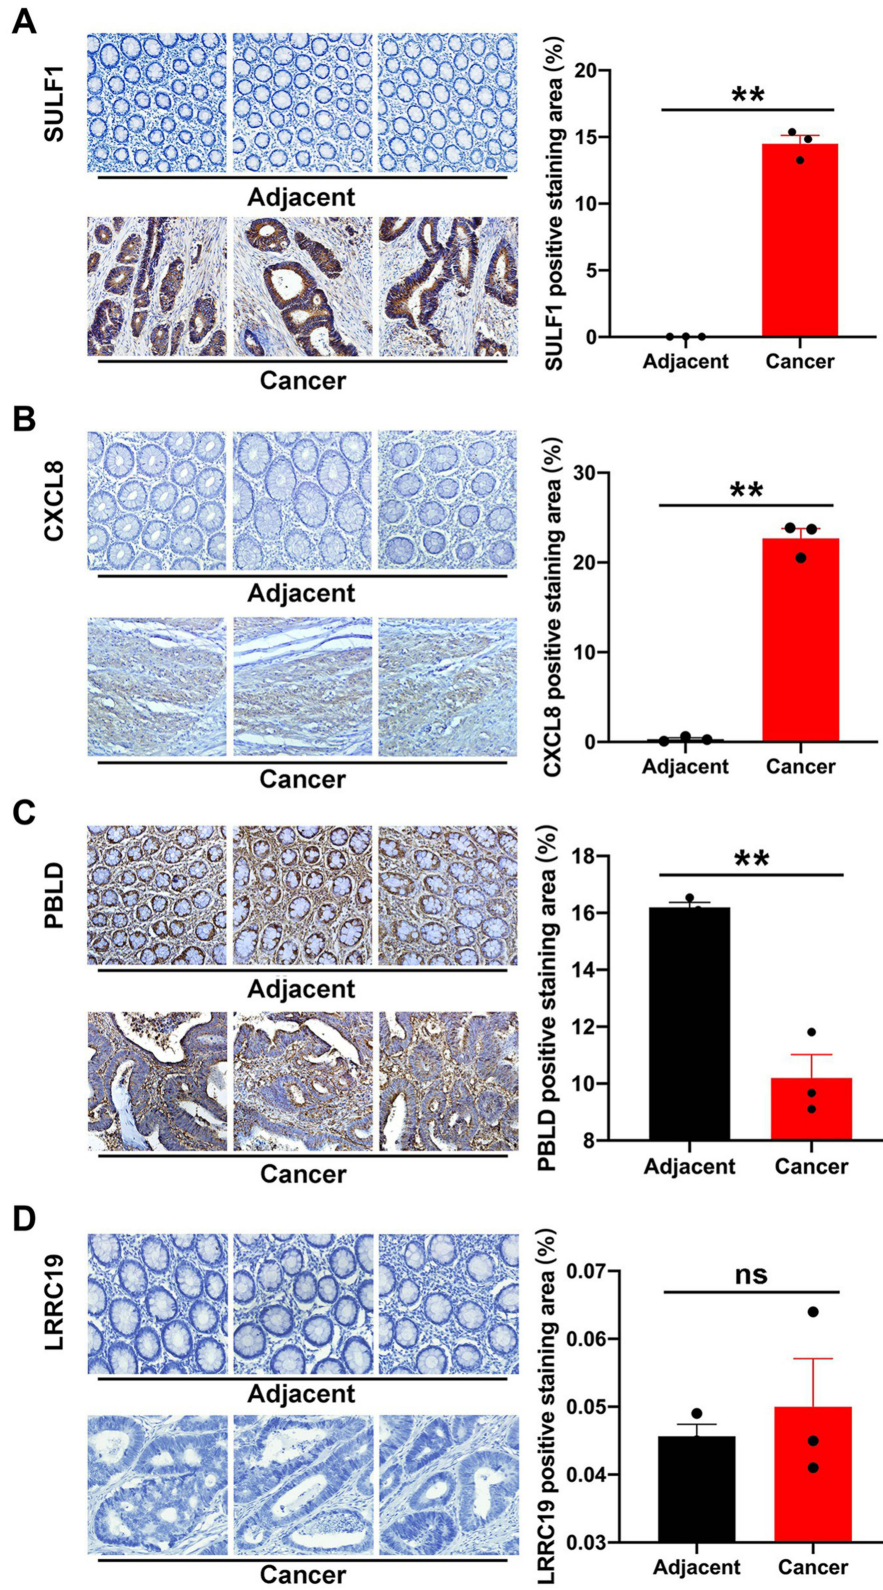 A
SULF1
Adjacent
Cancer
SULF1 positive staining area (%)
20
15
10
5
0
**
Adjacent Cancer
B
CXCL8
Adjacent
Cancer
CXCL8 positive staining area (%)
30
20
10
0
**
Adjacent Cancer
C
PBLD
Adjacent
Cancer
PBLD positive staining area (%)
18
16
14
12
10
8
**
Adjacent Cancer
D
LRRC19
Adjacent
Cancer
LRRC19 positive staining area (%)
0.07
0.06
0.05
0.04
0.03
ns
Adjacent Cancer